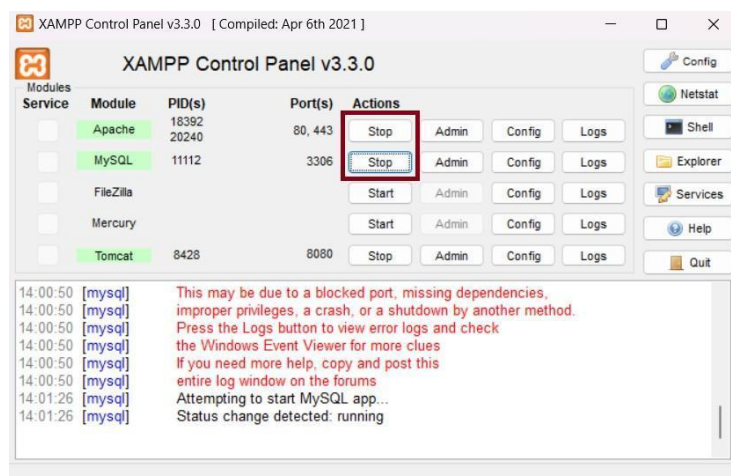 XAMPP Control Panel v3.3.0 [ Compiled: Apr 6th 2021 ]
XAMPP Control Panel v3.3.0
Config
Modules
Service Module PID(s) Port(s) Actions
Netstat
Apache 18392 20240 80, 443 Stop Admin Config Logs
Shell
MySQL 11112 3306 Stop Admin Config Logs
Explorer
FileZilla Start Admin Config Logs
Services
Mercury Start Admin Config Logs
Help
Tomcat 8428 8080 Stop Admin Config Logs
Quit
14:00:50 [mysql] This may be due to a blocked port, missing dependencies,
14:00:50 [mysql] improper privileges, a crash, or a shutdown by another method.
14:00:50 [mysql] Press the Logs button to view error logs and check
14:00:50 [mysql] the Windows Event Viewer for more clues
14:00:50 [mysql] If you need more help, copy and post this
14:00:50 [mysql] entire log window on the forums
14:01:26 [mysql] Attempting to start MySQL app...
14:01:26 [mysql] Status change detected: running